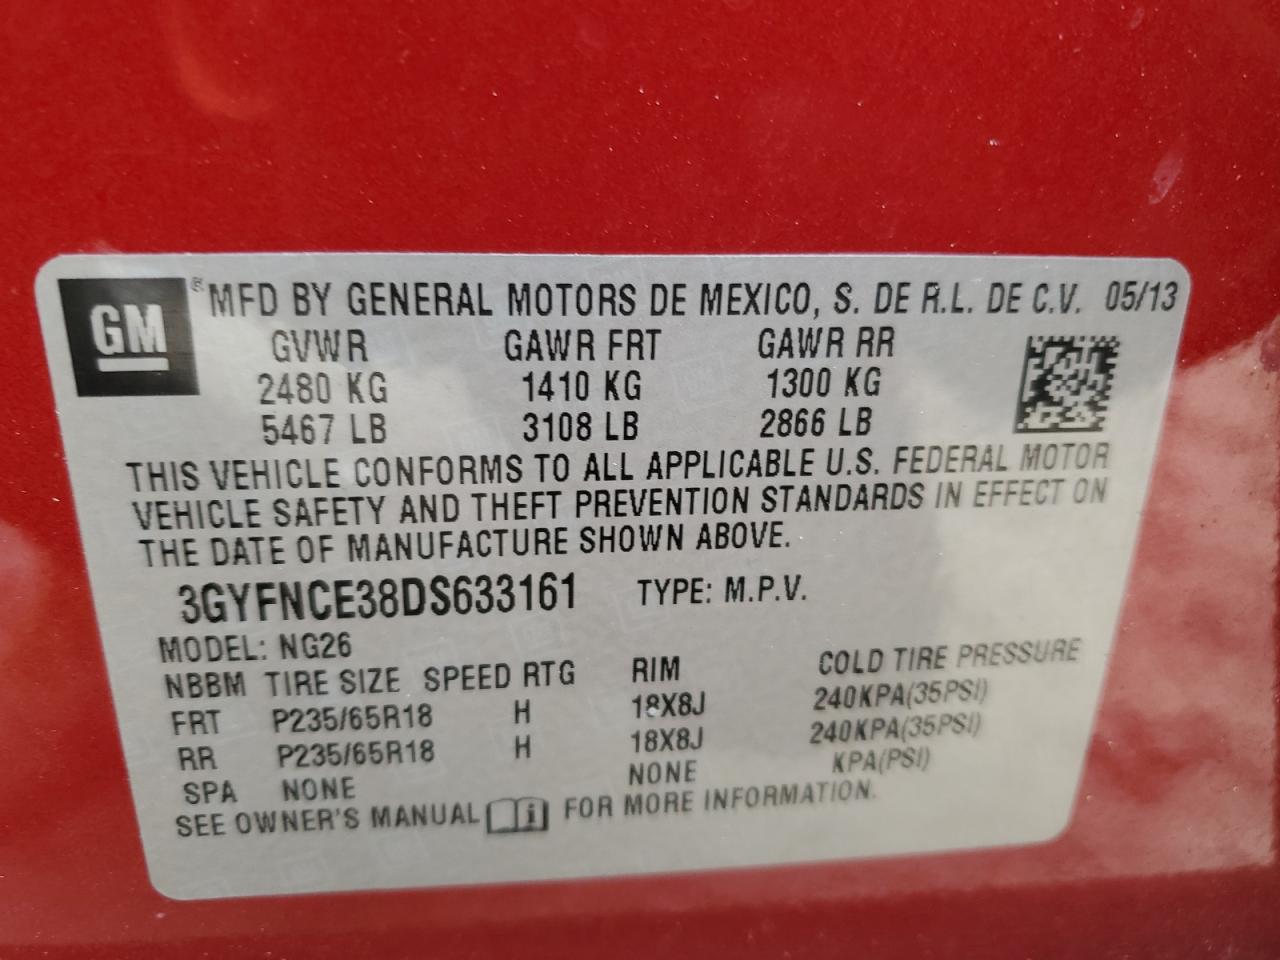 GM ® MFD BY GENERAL MOTORS DE MEXICO, S. DE R.L. DE C.V. 05/13
GVWR GAWR FRT GAWR RR
2480 KG 1410 KG 1300 KG
5467 LB 3108 LB 2866 LB
THIS VEHICLE CONFORMS TO ALL APPLICABLE U.S. FEDERAL MOTOR
VEHICLE SAFETY AND THEFT PREVENTION STANDARDS IN EFFECT ON
THE DATE OF MANUFACTURE SHOWN ABOVE.
3GYFNCE38DS633161 TYPE: M.P.V.
MODEL: NG26
NBBM TIRE SIZE SPEED RTG RIM COLD TIRE PRESSURE
FRT P235/65R18 H 18X8J 240KPA(35PSI)
RR P235/65R18 H 18X8J 240KPA(35PSI)
SPA NONE NONE KPA(PSI)
SEE OWNER'S MANUAL i FOR MORE INFORMATION.